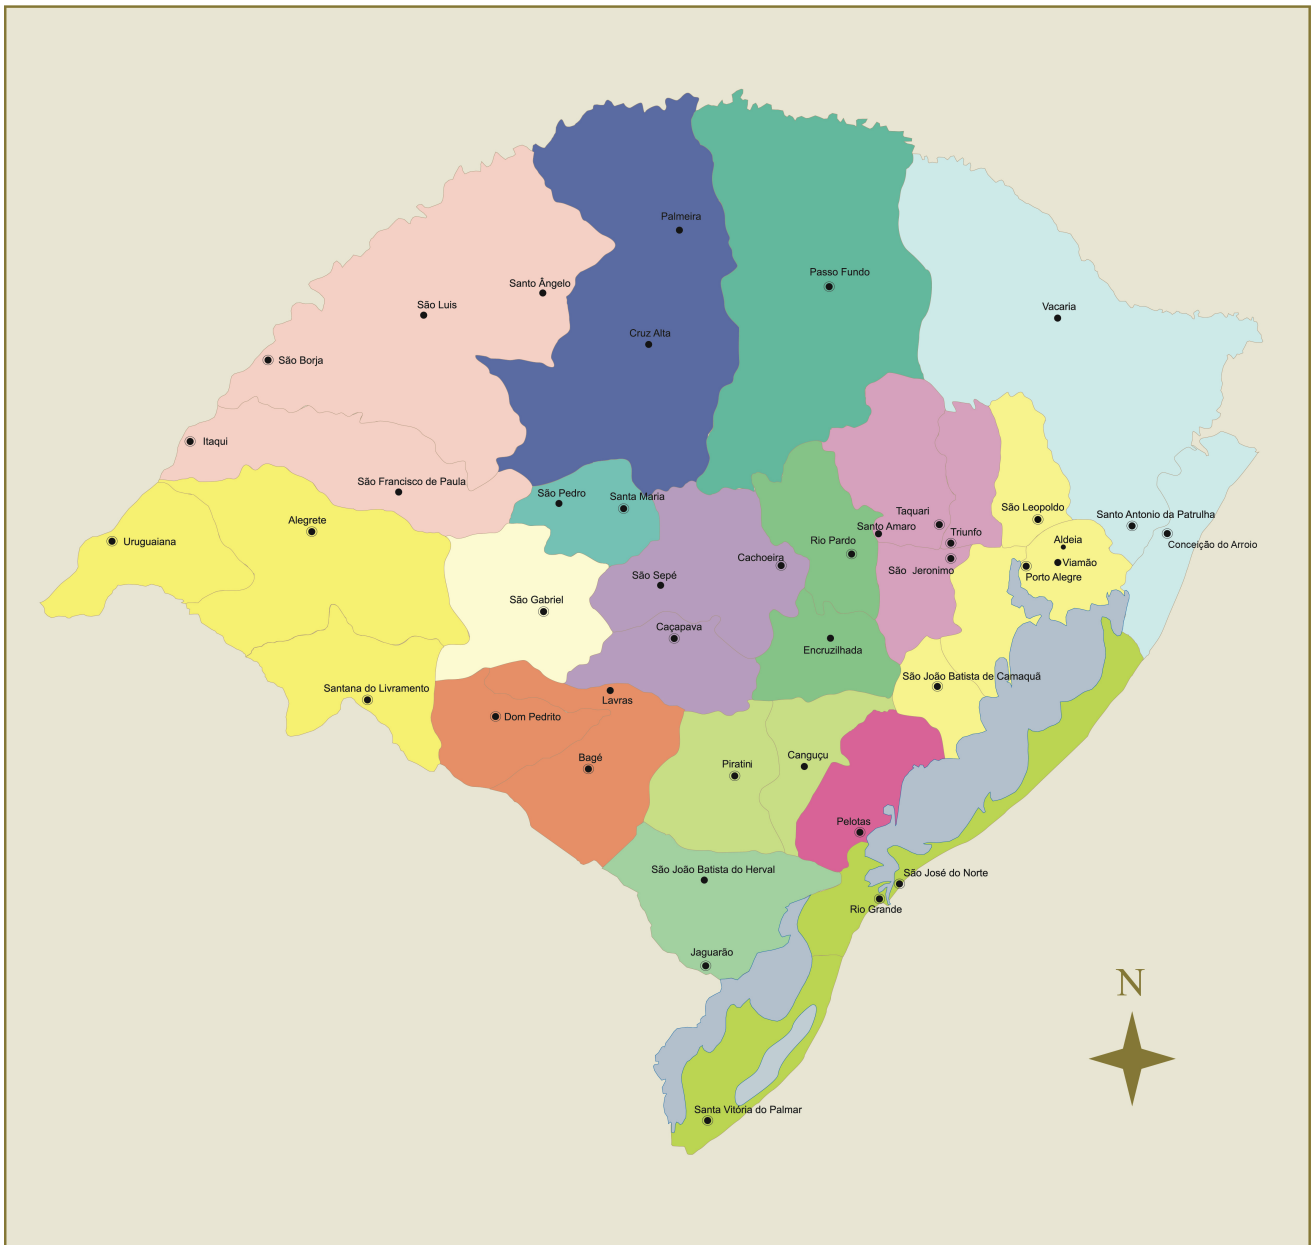 Palmeira
Passo Fundo
Santo Ângelo
São Luis
Vacaria
Cruz Alta
São Borja
Itaqui
São Francisco de Paula
São Pedro
Santa Maria
São Leopoldo
Taquari
Santo Antonio da Patrulha
Alegrete
Santo Amaro
Triunfo
Uruguaiana
Rio Pardo
Aldeia
Conceição do Arroio
Cachoeira
Viamão
São Jeronimo
São Sepé
Porto Alegre
São Gabriel
Caçapava
Encruzilhada
São João Batista de Camaquã
Santana do Livramento
Lavras
Dom Pedrito
Bagé
Piratini
Canguçu
Pelotas
São João Batista do Herval
São José do Norte
Rio Grande
Jaguarão
N
Santa Vitória do Palmar